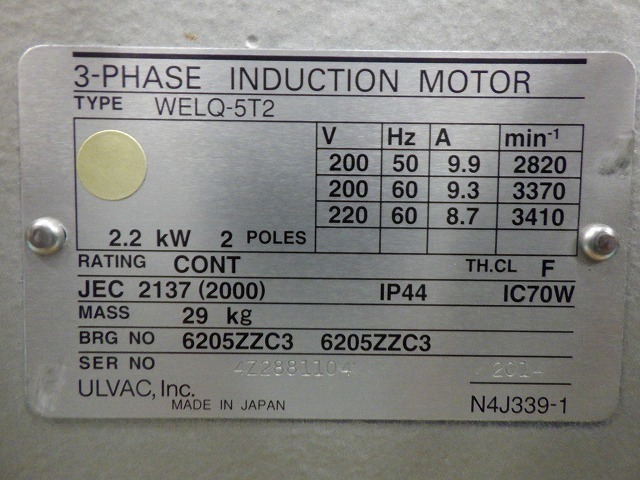 3-PHASE INDUCTION MOTOR
TYPE WELQ-5T2
V Hz A min-1
200 50 9.9 2820
200 60 9.3 3370
220 60 8.7 3410
2.2 kW 2 POLES
RATING CONT TH.CL F
JEC 2137 (2000) IP44 IC70W
MASS 29 kg
BRG NO 6205ZZC3 6205ZZC3
SER NO 4Z2881104
ULVAC, Inc.
MADE IN JAPAN N4J339-1